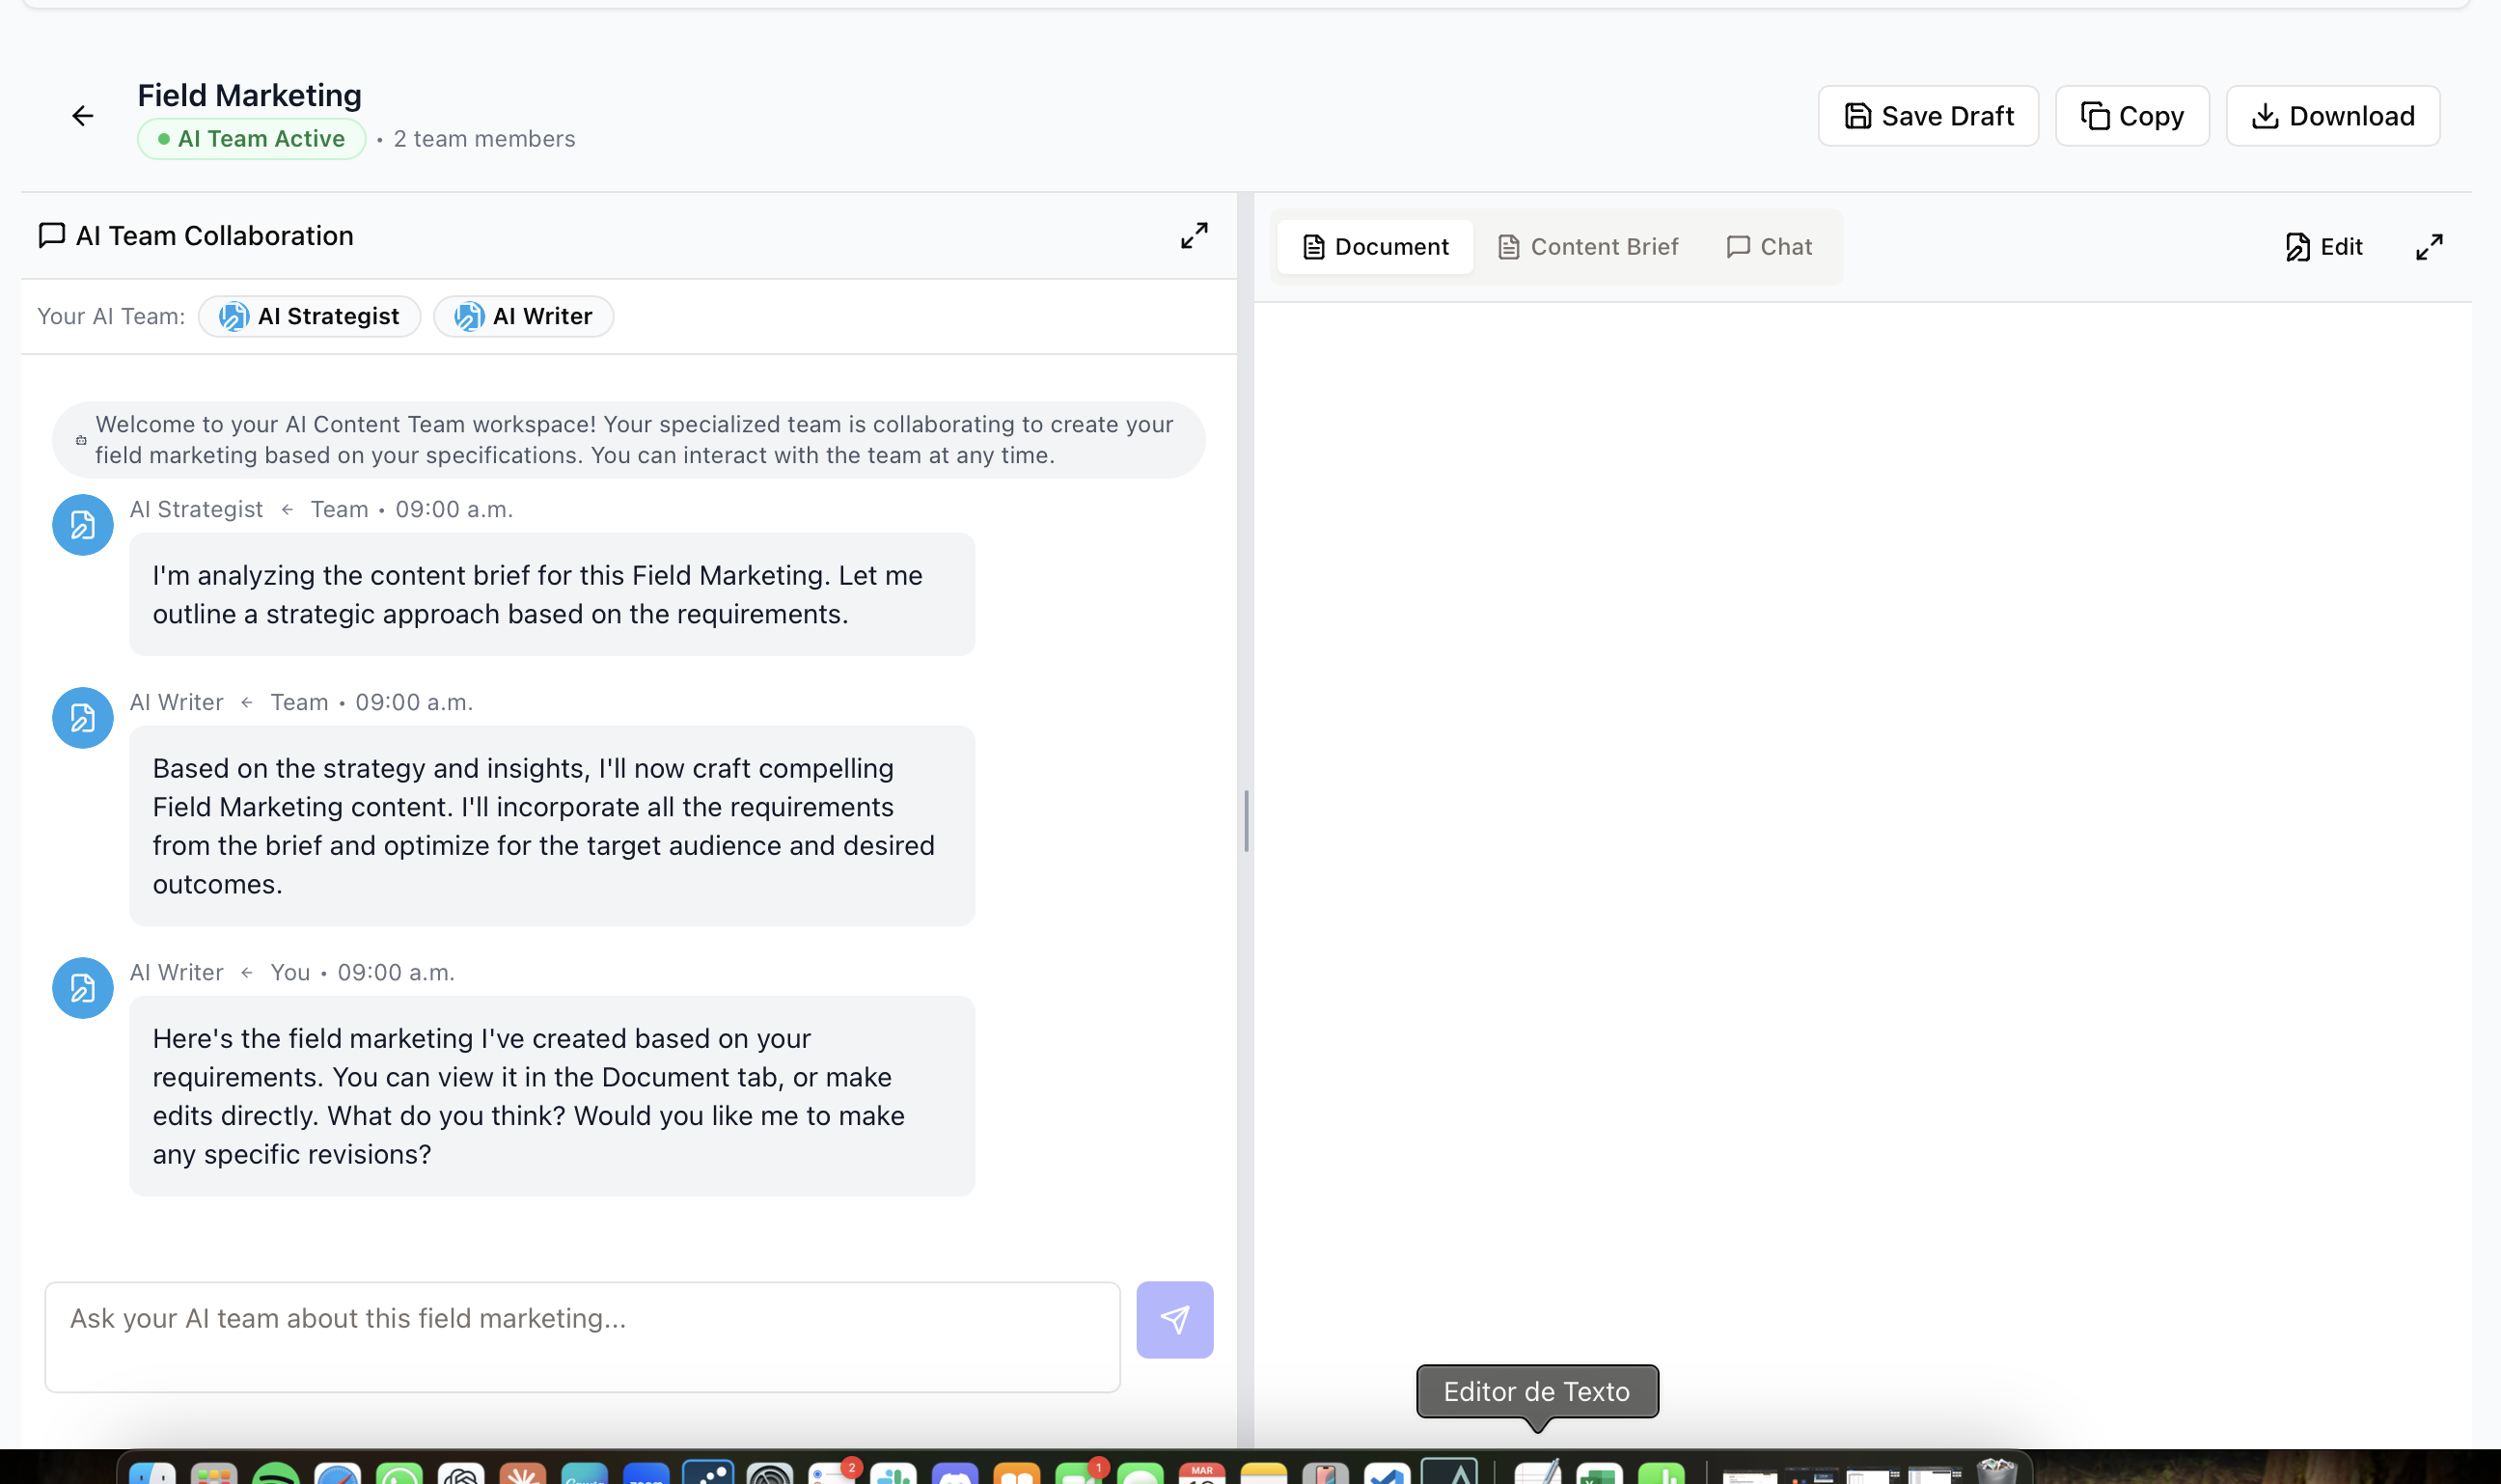 Field Marketing
AI Team Active • 2 team members
Save Draft
Copy
Download
AI Team Collaboration
Document
Content Brief
Chat
Edit
Your AI Team:
AI Strategist
AI Writer
Welcome to your AI Content Team workspace! Your specialized team is collaborating to create your
field marketing based on your specifications. You can interact with the team at any time.
AI Strategist ← Team • 09:00 a.m.
I'm analyzing the content brief for this Field Marketing. Let me
outline a strategic approach based on the requirements.
AI Writer ← Team • 09:00 a.m.
Based on the strategy and insights, I'll now craft compelling
Field Marketing content. I'll incorporate all the requirements
from the brief and optimize for the target audience and desired
outcomes.
AI Writer ← You • 09:00 a.m.
Here's the field marketing I've created based on your
requirements. You can view it in the Document tab, or make
edits directly. What do you think? Would you like me to make
any specific revisions?
Ask your AI team about this field marketing...
Editor de Texto
2
1
MAR